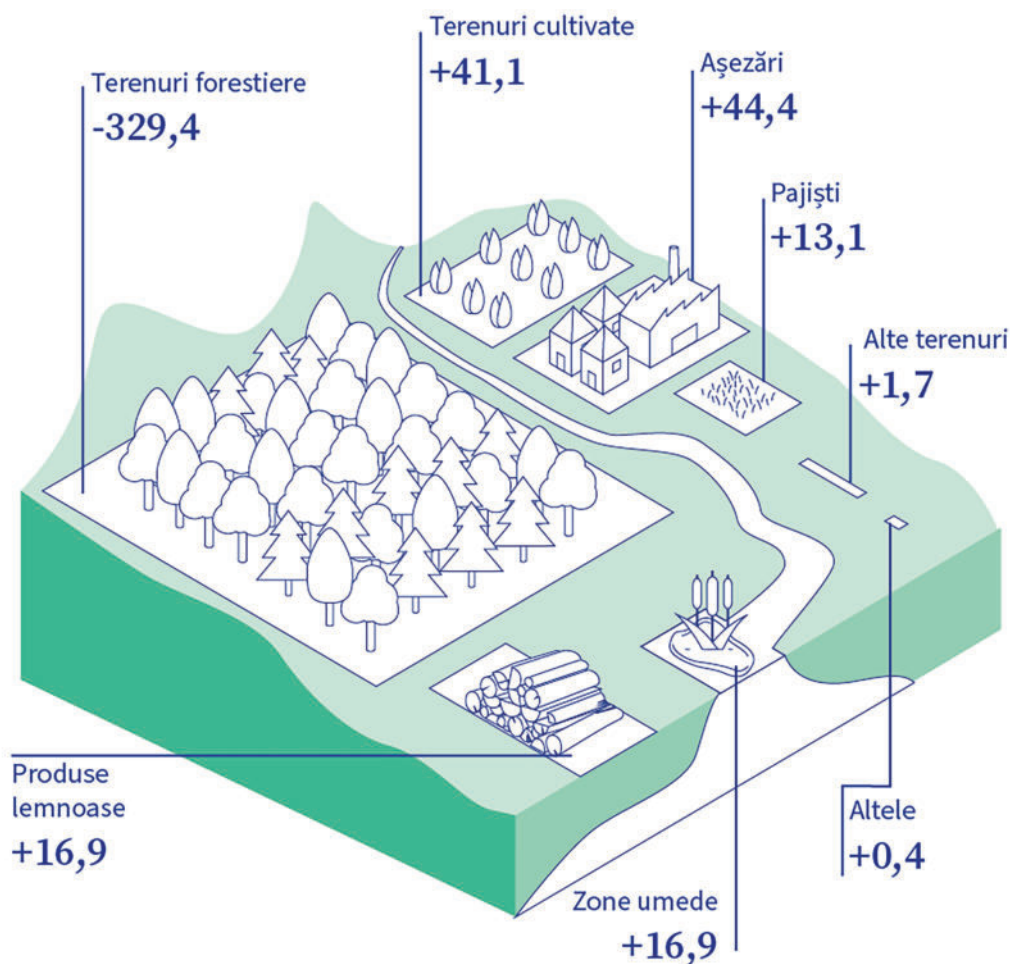 Terenuri forestiere
-329,4
Terenuri cultivate
+41,1
Așezări
+44,4
Pajiști
+13,1
Alte terenuri
+1,7
Produse
lemnoase
+16,9
Zone umede
+16,9
Altele
+0,4